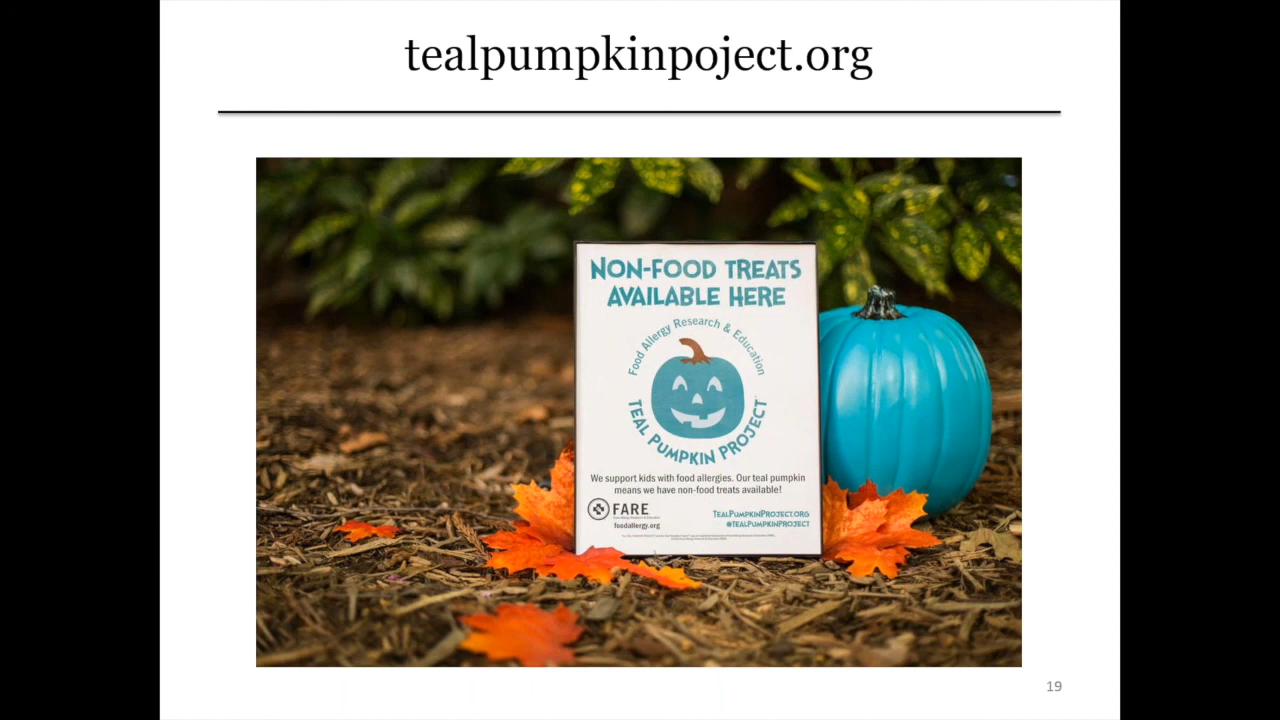 tealpumpkinpoject.org
NON-FOOD TREATS
AVAILABLE HERE
Food Allergy Research & Education
TEAL PUMPKIN PROJECT
We support kids with food allergies. Our teal pumpkin
means we have non-food treats available!
FARE
foodallergy.org
TEALPUMPKINPROJECT.ORG
@TEALPUMPKINPROJECT
19